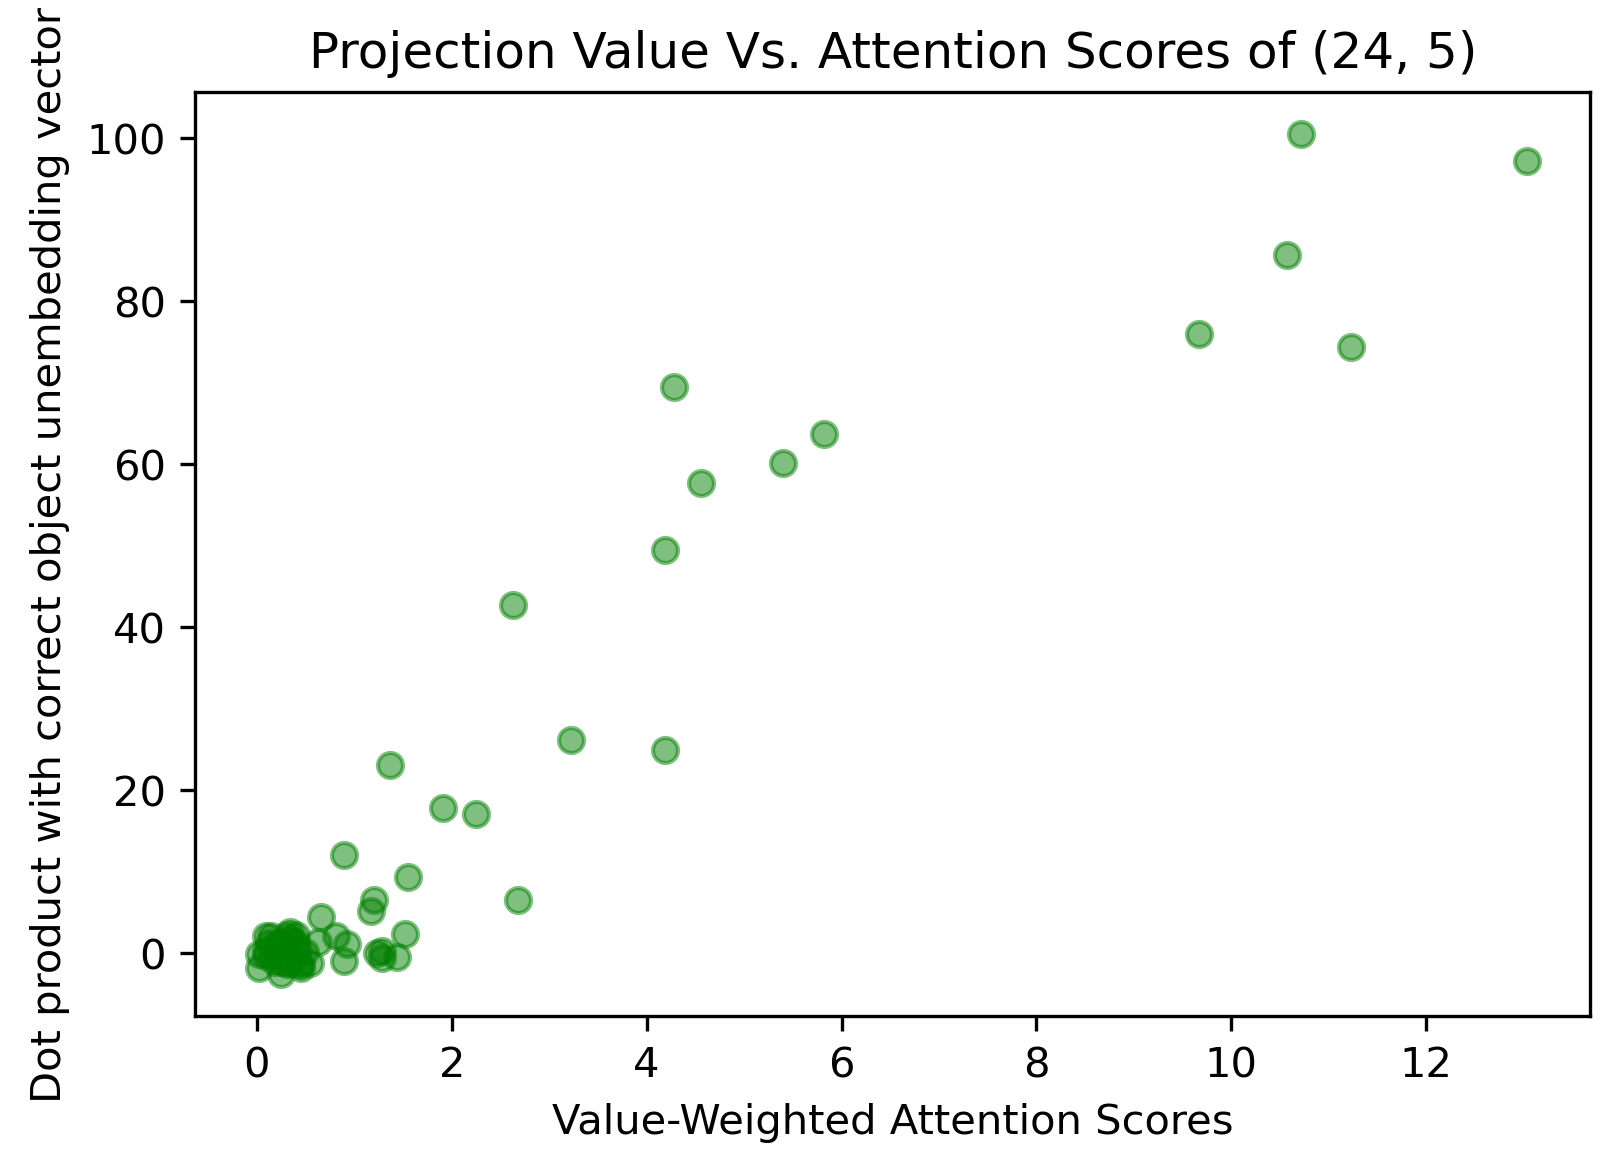 Projection Value Vs. Attention Scores of (24, 5)
Dot product with correct object unembedding vector
100
80
60
40
20
0
0 2 4 6 8 10 12
Value-Weighted Attention Scores